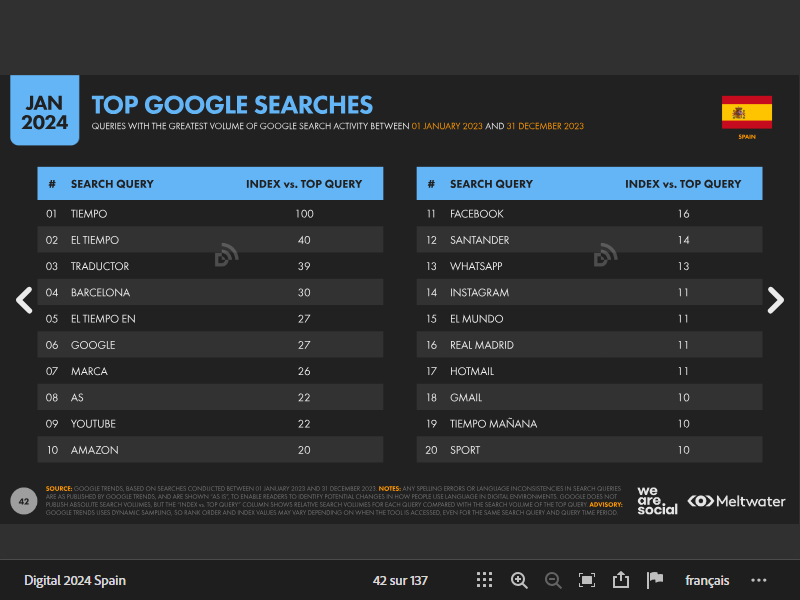 JAN
2024
TOP GOOGLE SEARCHES
QUERIES WITH THE GREATEST VOLUME OF GOOGLE SEARCH ACTIVITY BETWEEN 01 JANUARY 2023 AND 31 DECEMBER 2023
SPAIN
# SEARCH QUERY INDEX vs. TOP QUERY
01 TIEMPO 100
02 EL TIEMPO 40
03 TRADUCTOR 39
04 BARCELONA 30
05 EL TIEMPO EN 27
06 GOOGLE 27
07 MARCA 26
08 AS 22
09 YOUTUBE 22
10 AMAZON 20
# SEARCH QUERY INDEX vs. TOP QUERY
11 FACEBOOK 16
12 SANTANDER 14
13 WHATSAPP 13
14 INSTAGRAM 11
15 EL MUNDO 11
16 REAL MADRID 11
17 HOTMAIL 11
18 GMAIL 10
19 TIEMPO MAÑANA 10
20 SPORT 10
42
SOURCE: GOOGLE TRENDS, BASED ON SEARCHES CONDUCTED BETWEEN 01 JANUARY 2023 AND 31 DECEMBER 2023. NOTES: ANY SPELLING ERRORS OR LANGUAGE INCONSISTENCIES IN SEARCH QUERIES
ARE AS PUBLISHED BY GOOGLE TRENDS, AND ARE SHOWN "AS IS", TO ENABLE READERS TO IDENTIFY POTENTIAL CHANGES IN HOW PEOPLE USE LANGUAGE IN DIGITAL ENVIRONMENTS. GOOGLE DOES NOT
PUBLISH ABSOLUTE SEARCH VOLUMES, BUT THE "INDEX vs. TOP QUERY" COLUMN SHOWS RELATIVE SEARCH VOLUMES FOR EACH QUERY COMPARED WITH THE SEARCH VOLUME OF THE TOP QUERY. ADVISORY:
GOOGLE TRENDS USES DYNAMIC SAMPLING, SO RANK ORDER AND INDEX VALUES MAY VARY DEPENDING ON WHEN THE TOOL IS ACCESSED, EVEN FOR THE SAME SEARCH QUERY AND QUERY TIME PERIOD.
we
are.
social
Meltwater
Digital 2024 Spain
42 sur 137
français